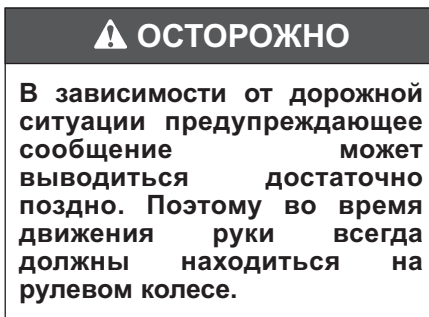 ОСТОРОЖНО
В зависимости от дорожной
ситуации предупреждающее
сообщение может
выводиться достаточно
поздно. Поэтому во время
движения руки всегда
должны находиться на
рулевом колесе.